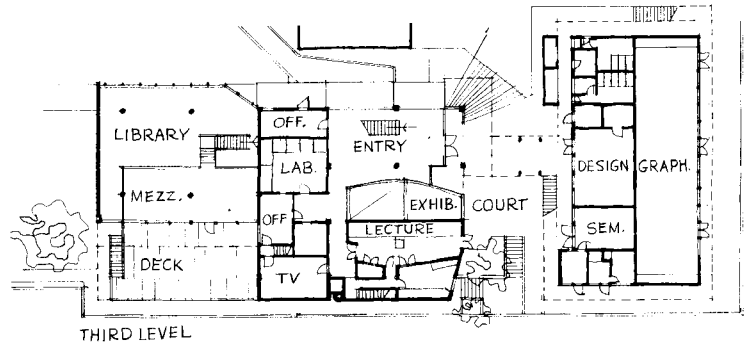 OFF.
LIBRARY
ENTRY
LAB.
DESIGN
GRAPH.
MEZZ.
EXHIB.
COURT
OFF
LECTURE
SEM.
DECK
TV
THIRD LEVEL